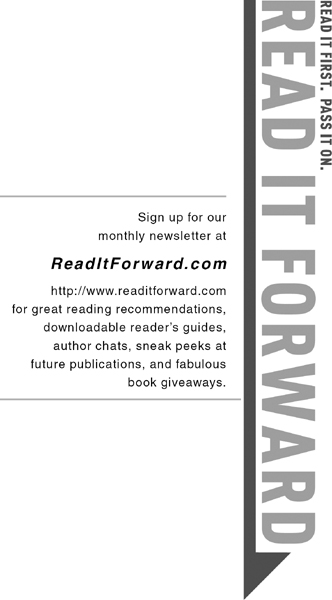 READ IT FIRST. PASS IT ON.
READ IT FORWARD
Sign up for our
monthly newsletter at
ReadItForward.com
http://www.readitforward.com
for great reading recommendations,
downloadable reader's guides,
author chats, sneak peeks at
future publications, and fabulous
book giveaways.